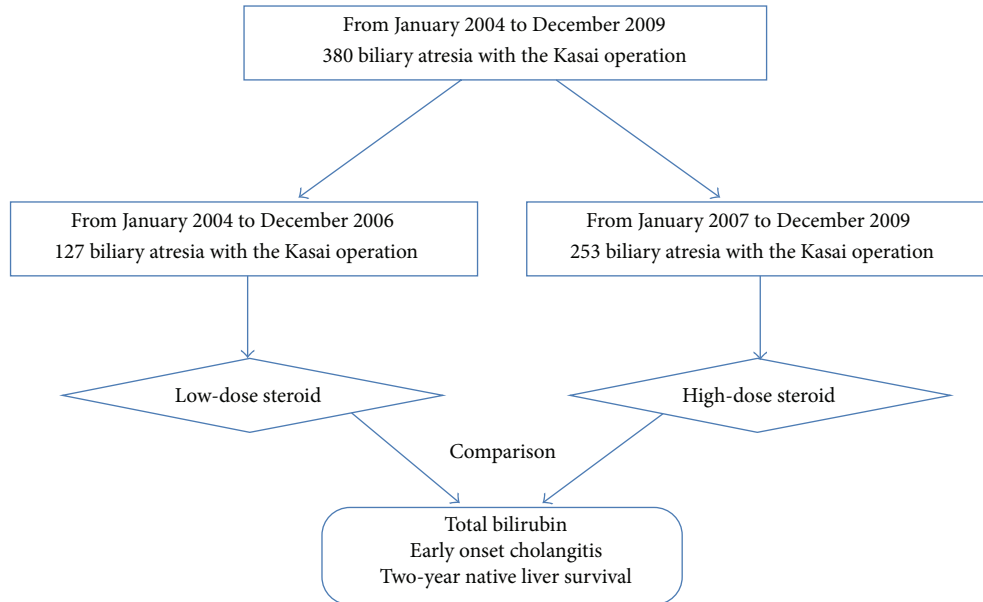 From January 2004 to December 2009
380 biliary atresia with the Kasai operation
From January 2004 to December 2006
127 biliary atresia with the Kasai operation
From January 2007 to December 2009
253 biliary atresia with the Kasai operation
Low-dose steroid
High-dose steroid
Comparison
Total bilirubin
Early onset cholangitis
Two-year native liver survival